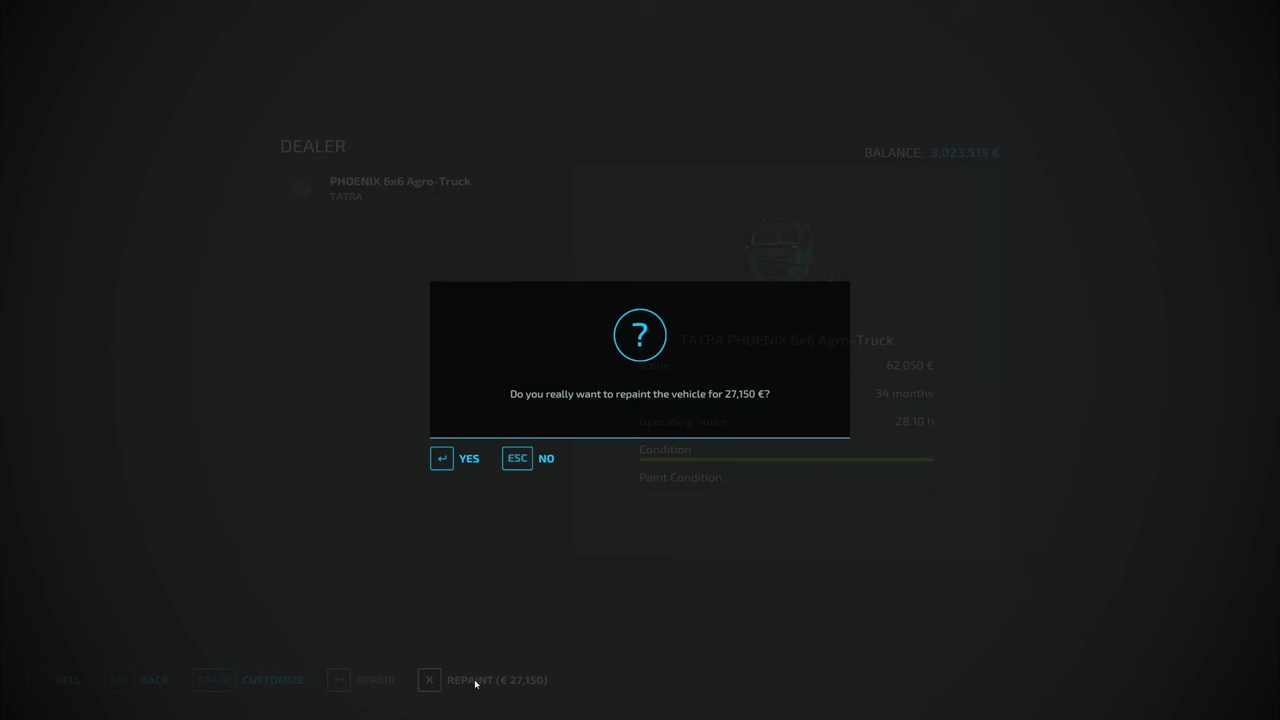 DEALER
BALANCE: 3,023,515 €
PHOENIX 6x6 Agro-Truck
TATRA
?
TATRA PHOENIX 6x6 Agro-Truck
Value 62,050 €
Do you really want to repaint the vehicle for 27,150 €?
34 months
Operating Hours 28.10 h
Condition
↵ YES ESC NO
Paint Condition
SELL ESC BACK SPACE CUSTOMIZE REPAIR X REPAINT (€ 27,150)